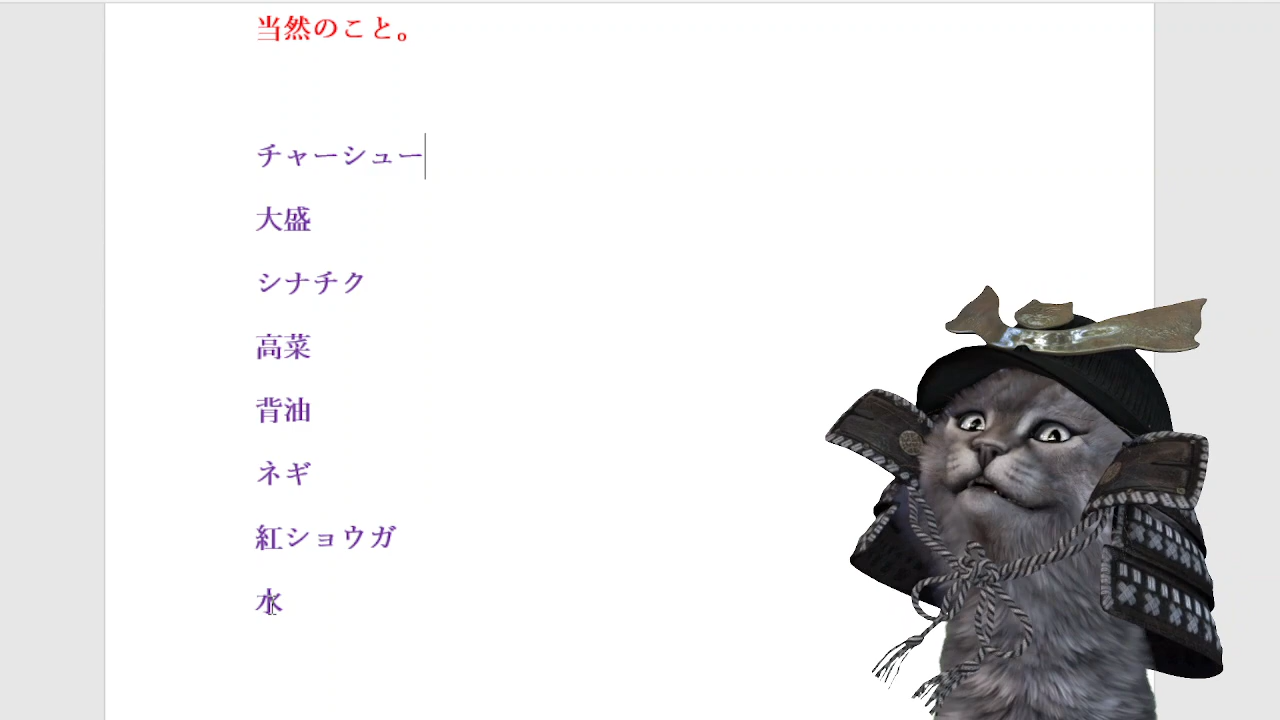 当然のこと。
チャーシュー
大盛
シナチク
高菜
背油
ネギ
紅ショウガ
水